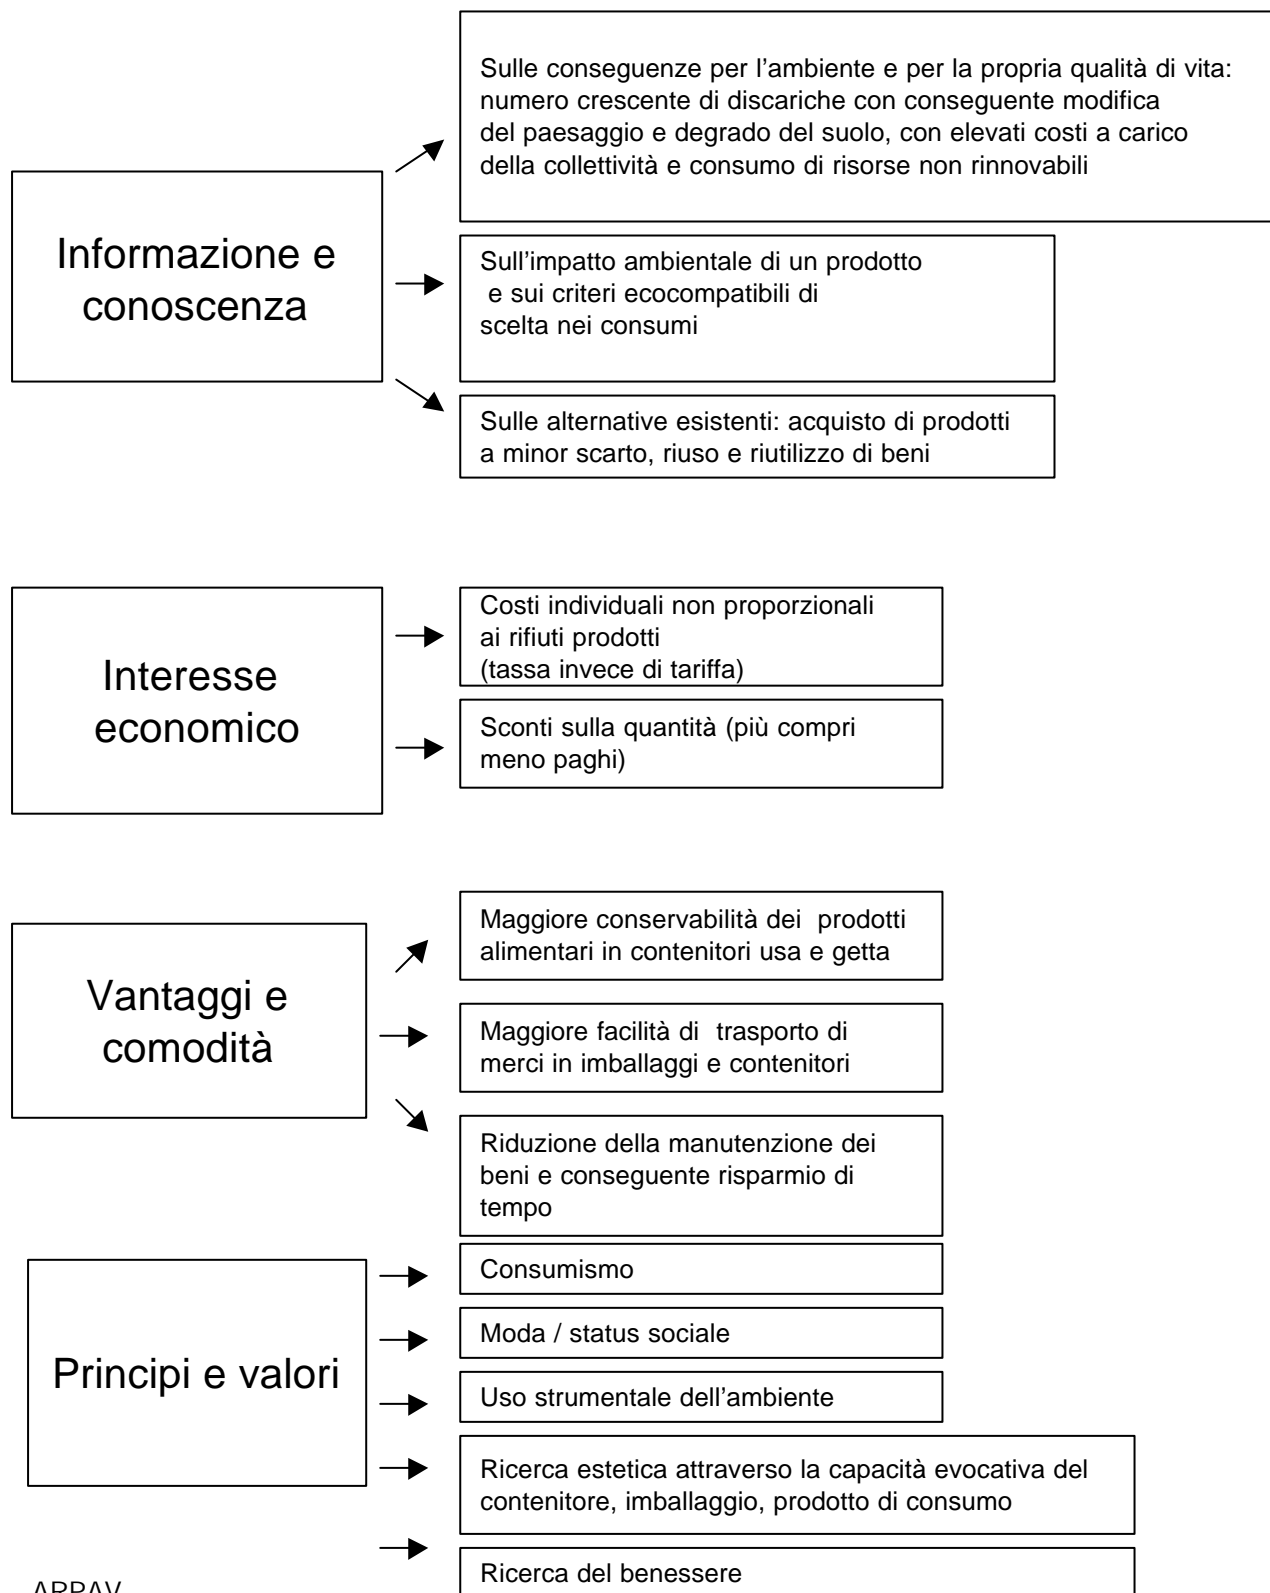 Informazione e
conoscenza
Sulle conseguenze per l’ambiente e per la propria qualità di vita:
numero crescente di discariche con conseguente modifica
del paesaggio e degrado del suolo, con elevati costi a carico
della collettività e consumo di risorse non rinnovabili
Sull’impatto ambientale di un prodotto
e sui criteri ecocompatibili di
scelta nei consumi
Sulle alternative esistenti: acquisto di prodotti
a minor scarto, riuso e riutilizzo di beni
Interesse
economico
Costi individuali non proporzionali
ai rifiuti prodotti
(tassa invece di tariffa)
Sconti sulla quantità (più compri
meno paghi)
Vantaggi e
comodità
Maggiore conservabilità dei prodotti
alimentari in contenitori usa e getta
Maggiore facilità di trasporto di
merci in imballaggi e contenitori
Riduzione della manutenzione dei
beni e conseguente risparmio di
tempo
Principi e valori
Consumismo
Moda / status sociale
Uso strumentale dell’ambiente
Ricerca estetica attraverso la capacità evocativa del
contenitore, imballaggio, prodotto di consumo
Ricerca del benessere
ARPAV